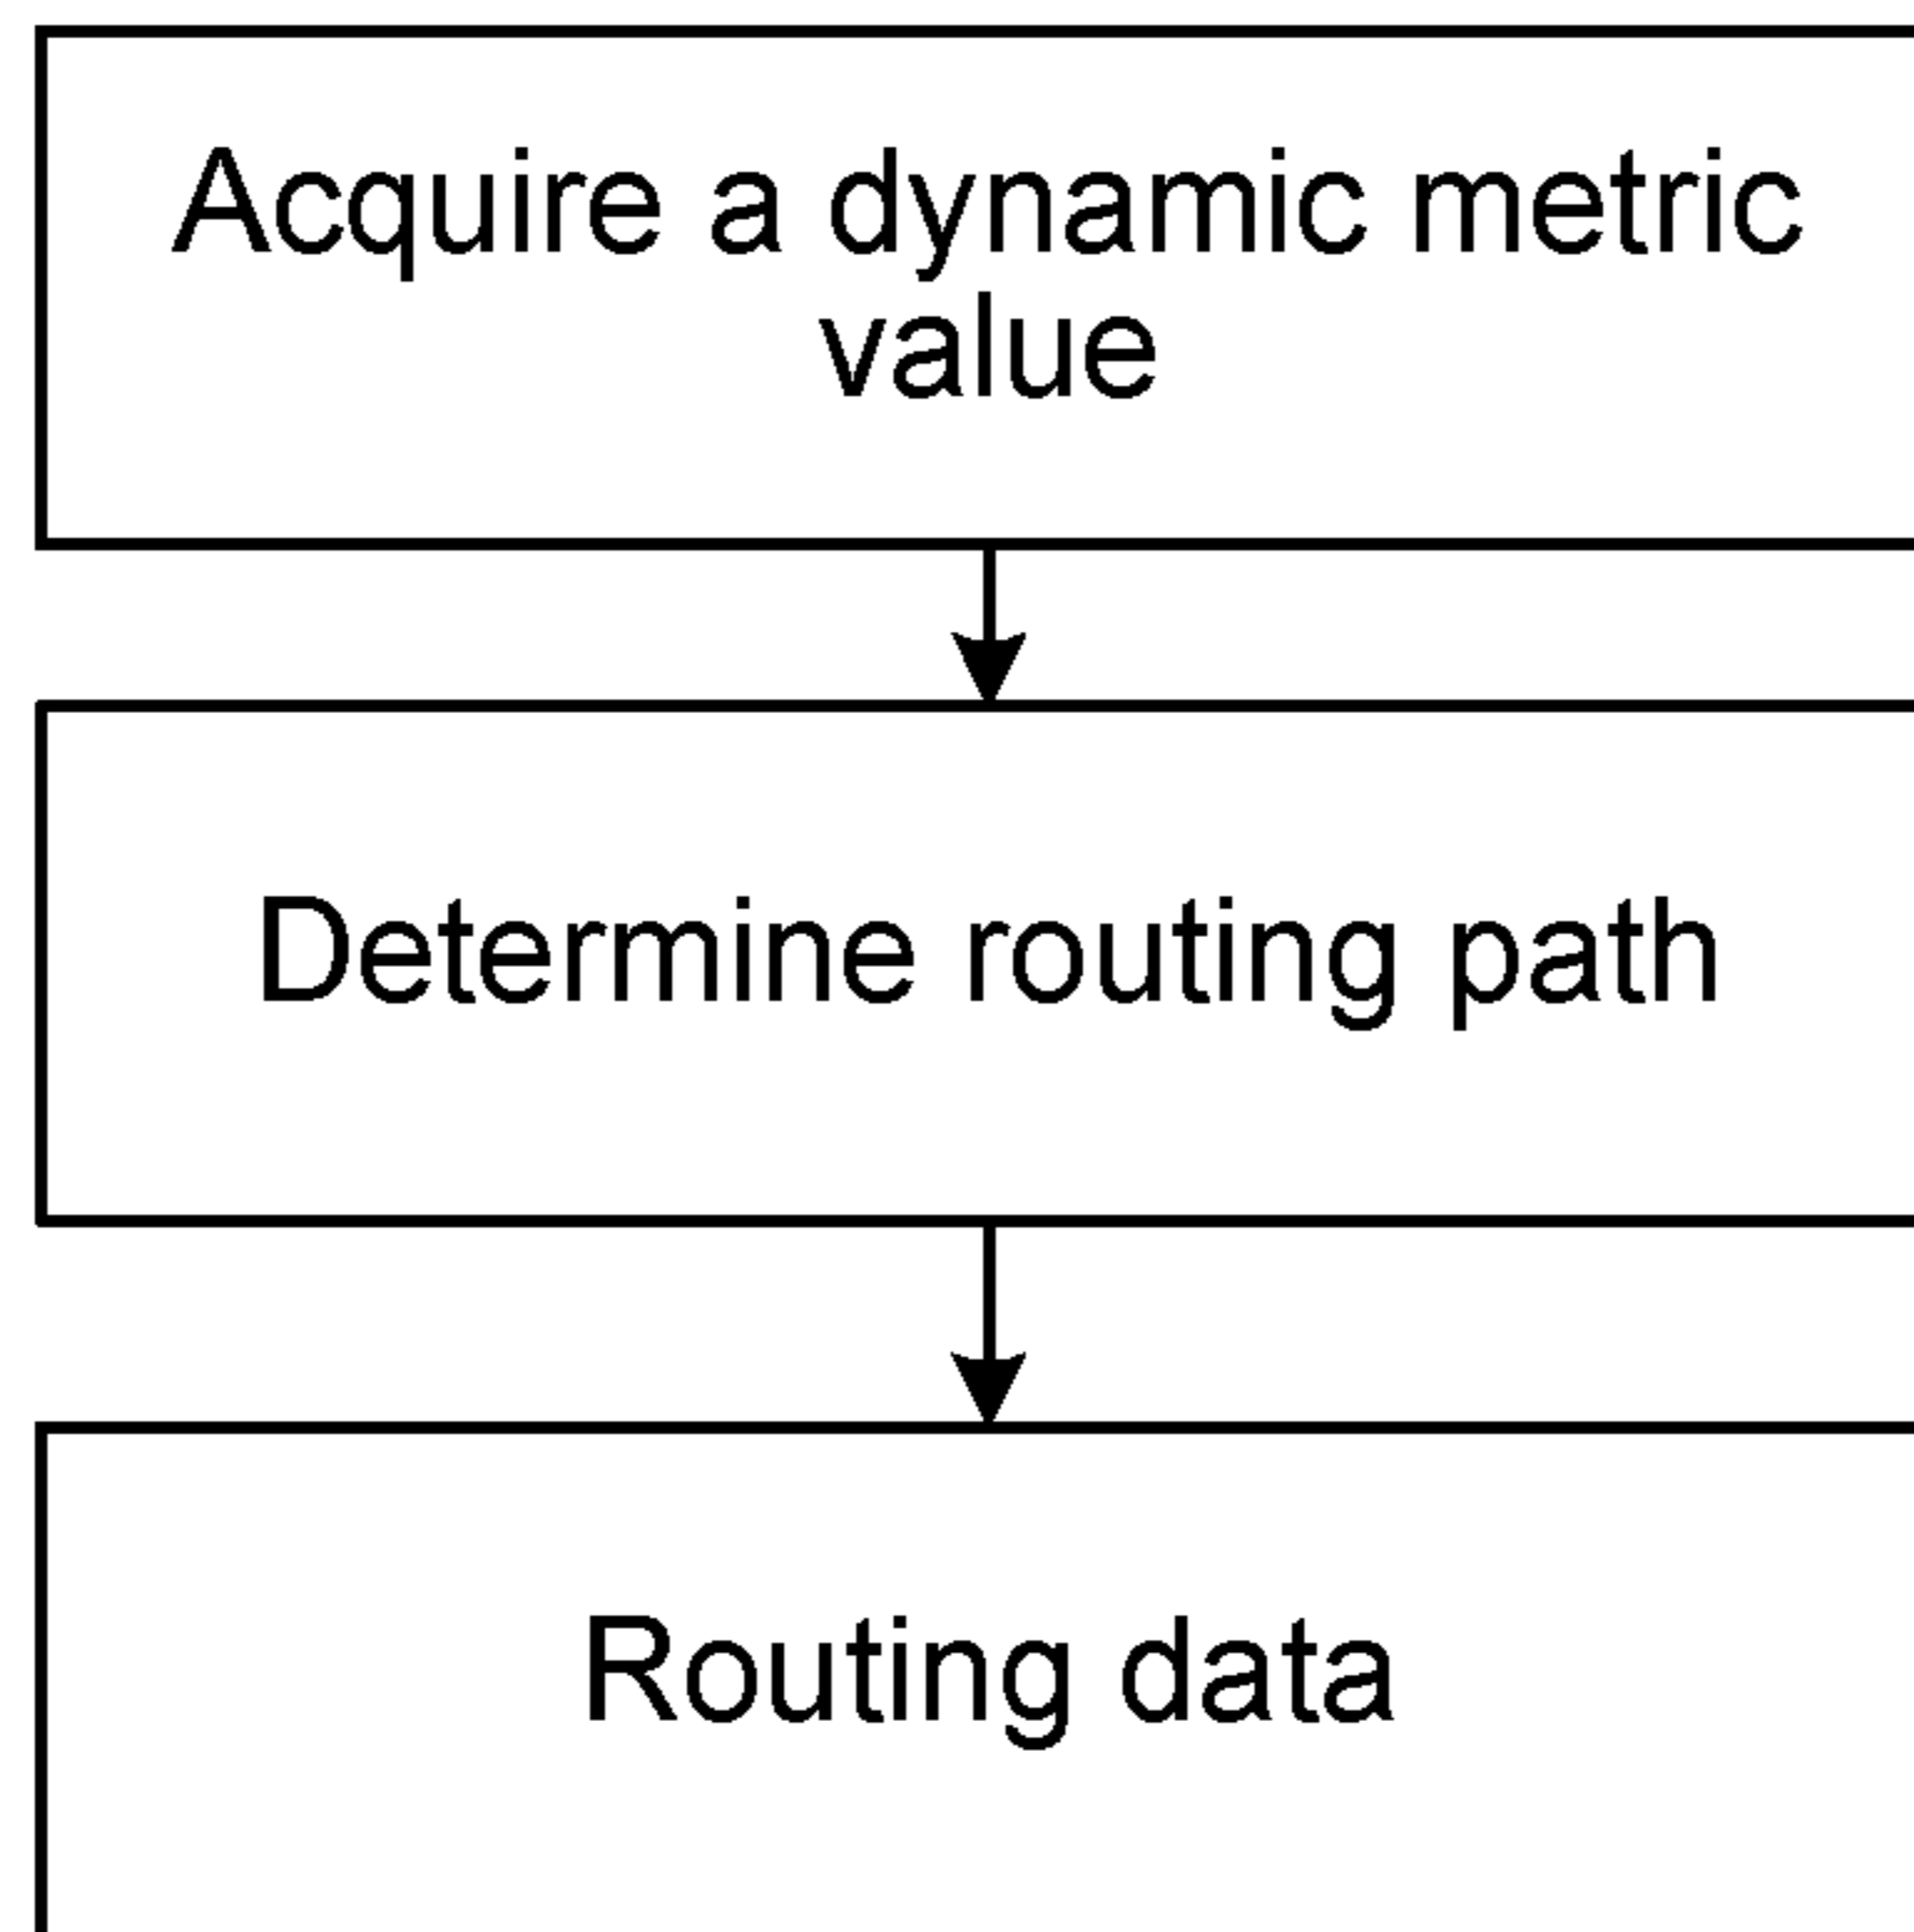 Acquire a dynamic metric
value
Determine routing path
Routing data